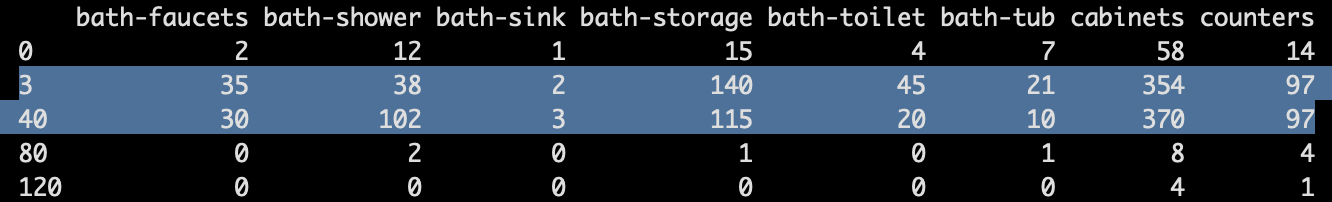 bath-faucets bath-shower bath-sink bath-storage bath-toilet bath-tub cabinets counters
0 2 12 1 15 4 7 58 14
3 35 38 2 140 45 21 354 97
40 30 102 3 115 20 10 370 97
80 0 2 0 1 0 1 8 4
120 0 0 0 0 0 0 4 1